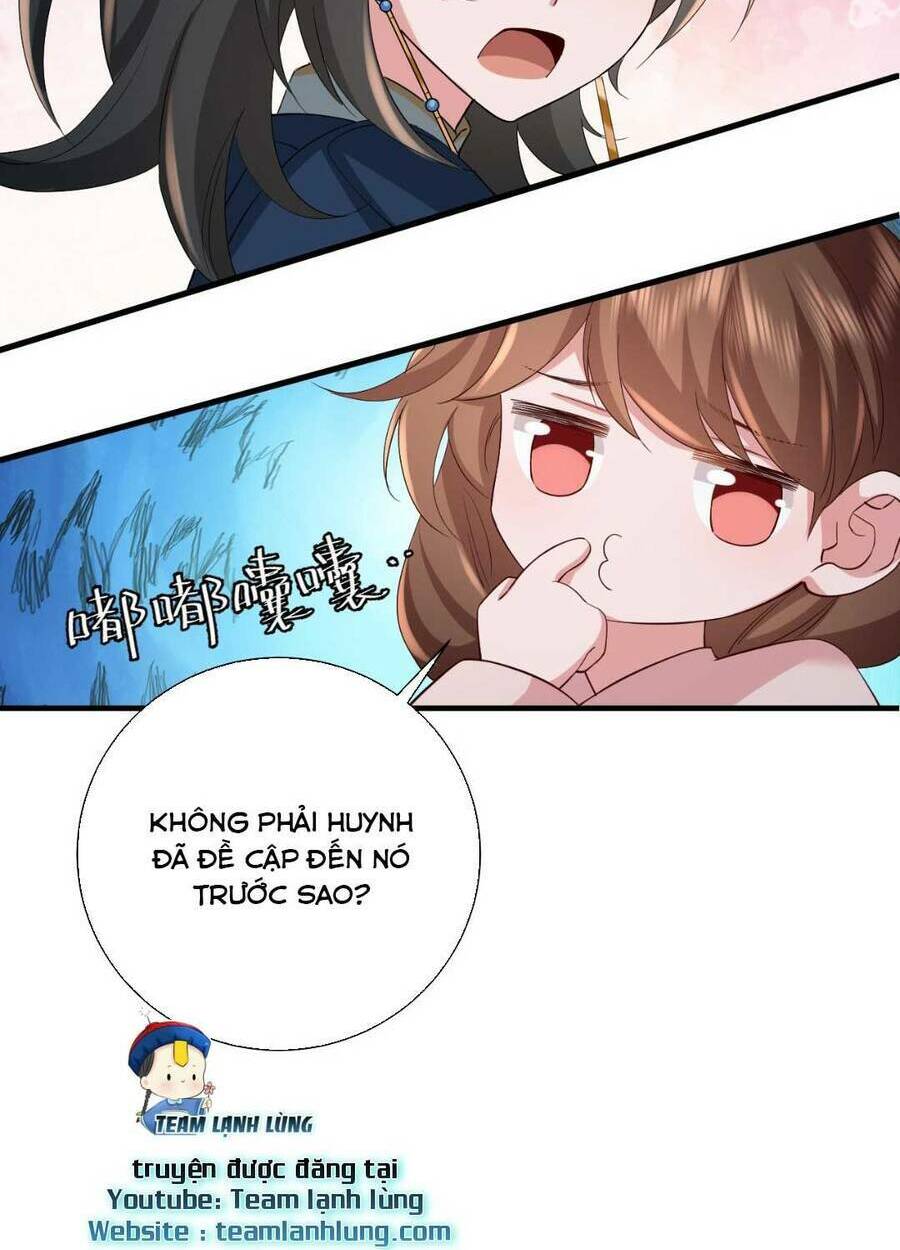 嘟嘟囔囔...
KHÔNG PHẢI HUYNH
ĐÃ ĐỀ CẬP ĐẾN NÓ
TRƯỚC SAO?
TEAM LẠNH LÙNG
truyện được đăng tại
Youtube: Team lạnh lùng
Website : teamlanhlung.com